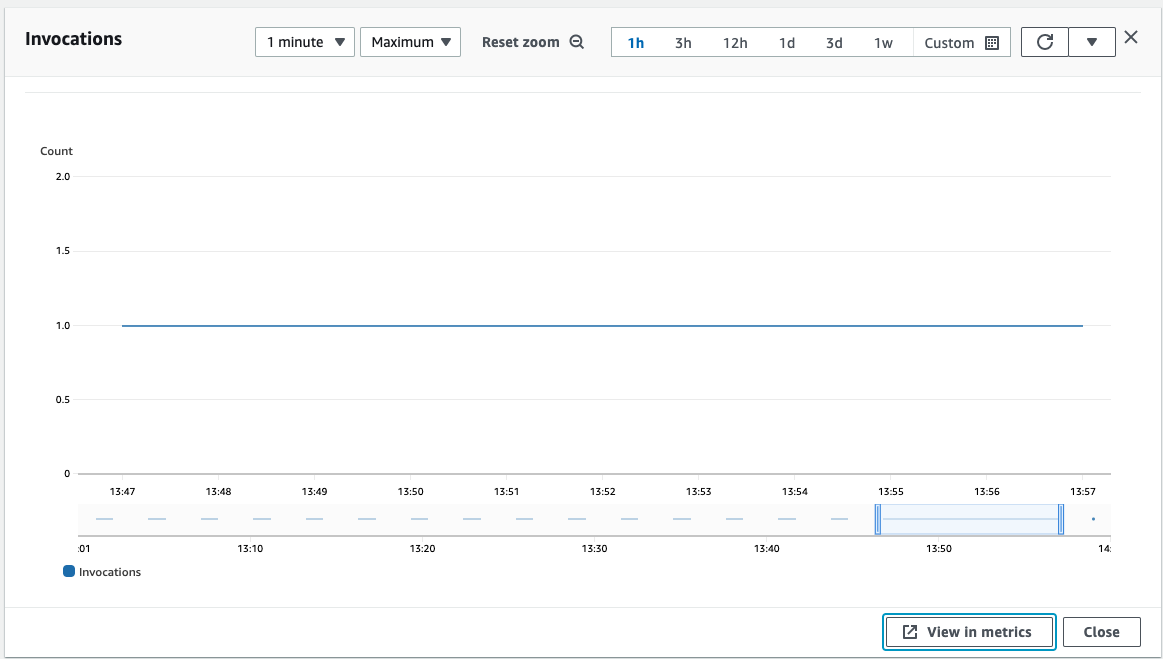 Invocations
1 minute
Maximum
Reset zoom
1h 3h 12h 1d 3d 1w Custom
Count
2.0
1.5
1.0
0.5
0
13:47 13:48 13:49 13:50 13:51 13:52 13:53 13:54 13:55 13:56 13:57
:01 13:10 13:20 13:30 13:40 13:50 14:
Invocations
View in metrics
Close